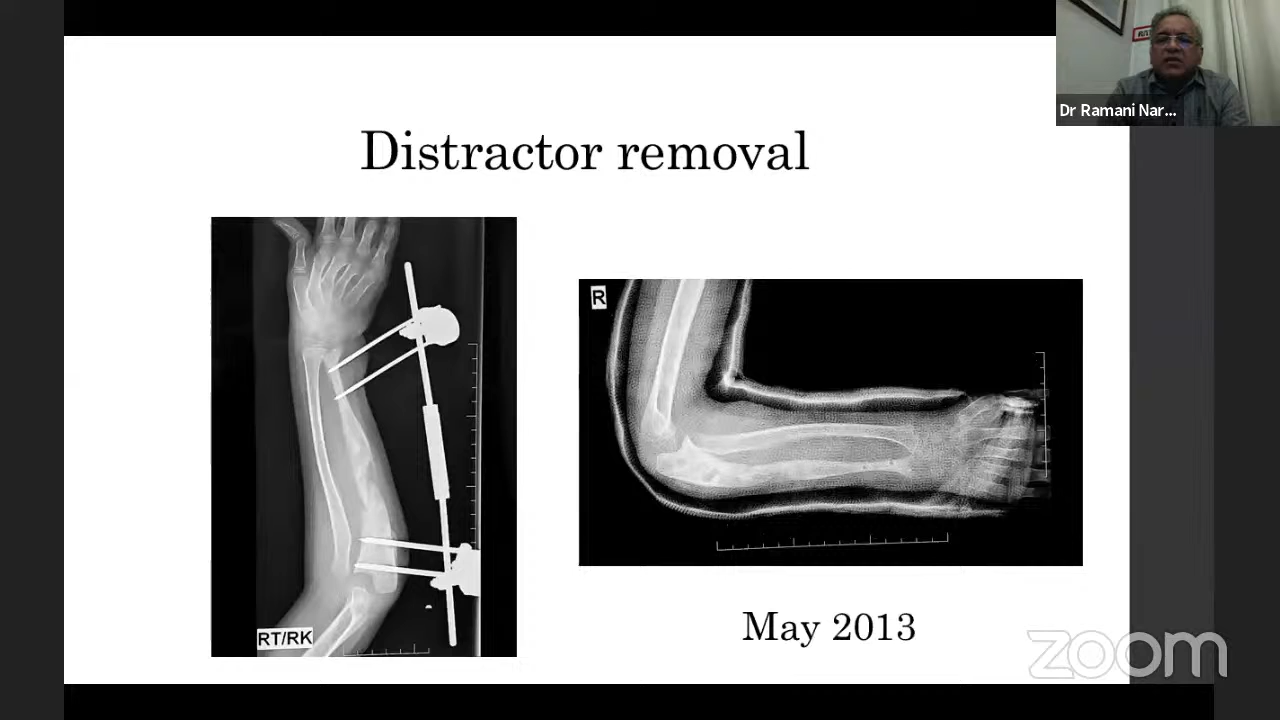 Dr Ramani Nar...
Distractor removal
R
RT/RK
May 2013
zoom